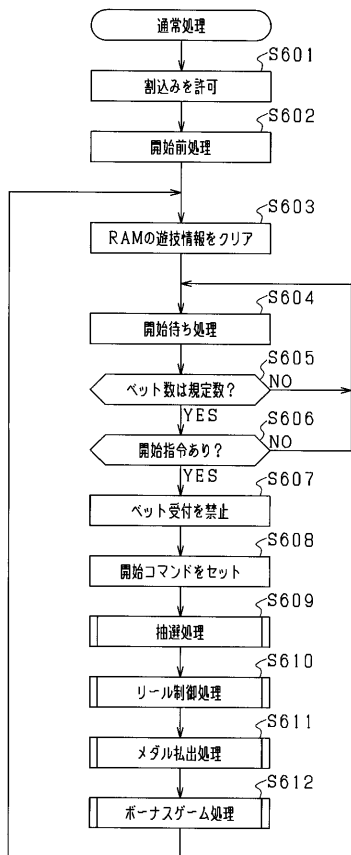 通常処理
S601
割込みを許可
S602
開始前処理
S603
RAMの遊技情報をクリア
S604
開始待ち処理
S605
ベット数は規定数?
NO
YES
S606
開始指令あり?
NO
YES
S607
ベット受付を禁止
S608
開始コマンドをセット
S609
抽選処理
S610
リール制御処理
S611
メダル払出処理
S612
ボーナスゲーム処理